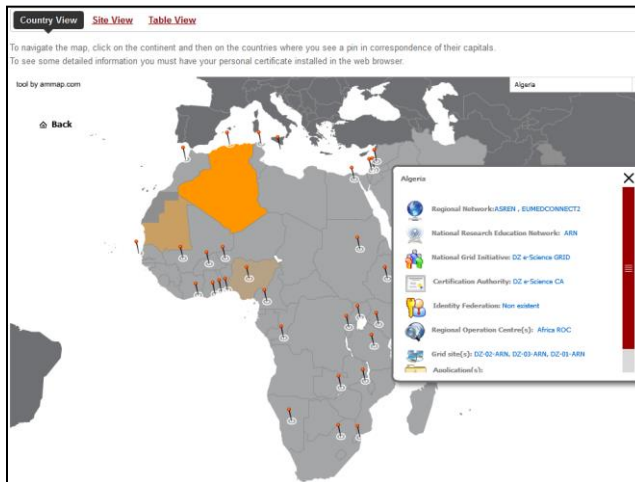 Country View Site View Table View
To navigate the map, click on the continent and then on the countries where you see a pin in correspondence of their capitals.
To see some detailed information you must have your personal certificate installed in the web browser.
tool by ammap.com
Algeria
Back
Algeria
Regional Network:ASREN , EUMEDCONNECT2
National Research Education Network: ARN
National Grid Initiative: DZ e-Science GRID
Certification Authority: DZ e-Science CA
Identity Federation: Non existent
Regional Operation Centre(s): Africa ROC
Grid site(s): DZ-02-ARN, DZ-03-ARN, DZ-01-ARN
Application(s):